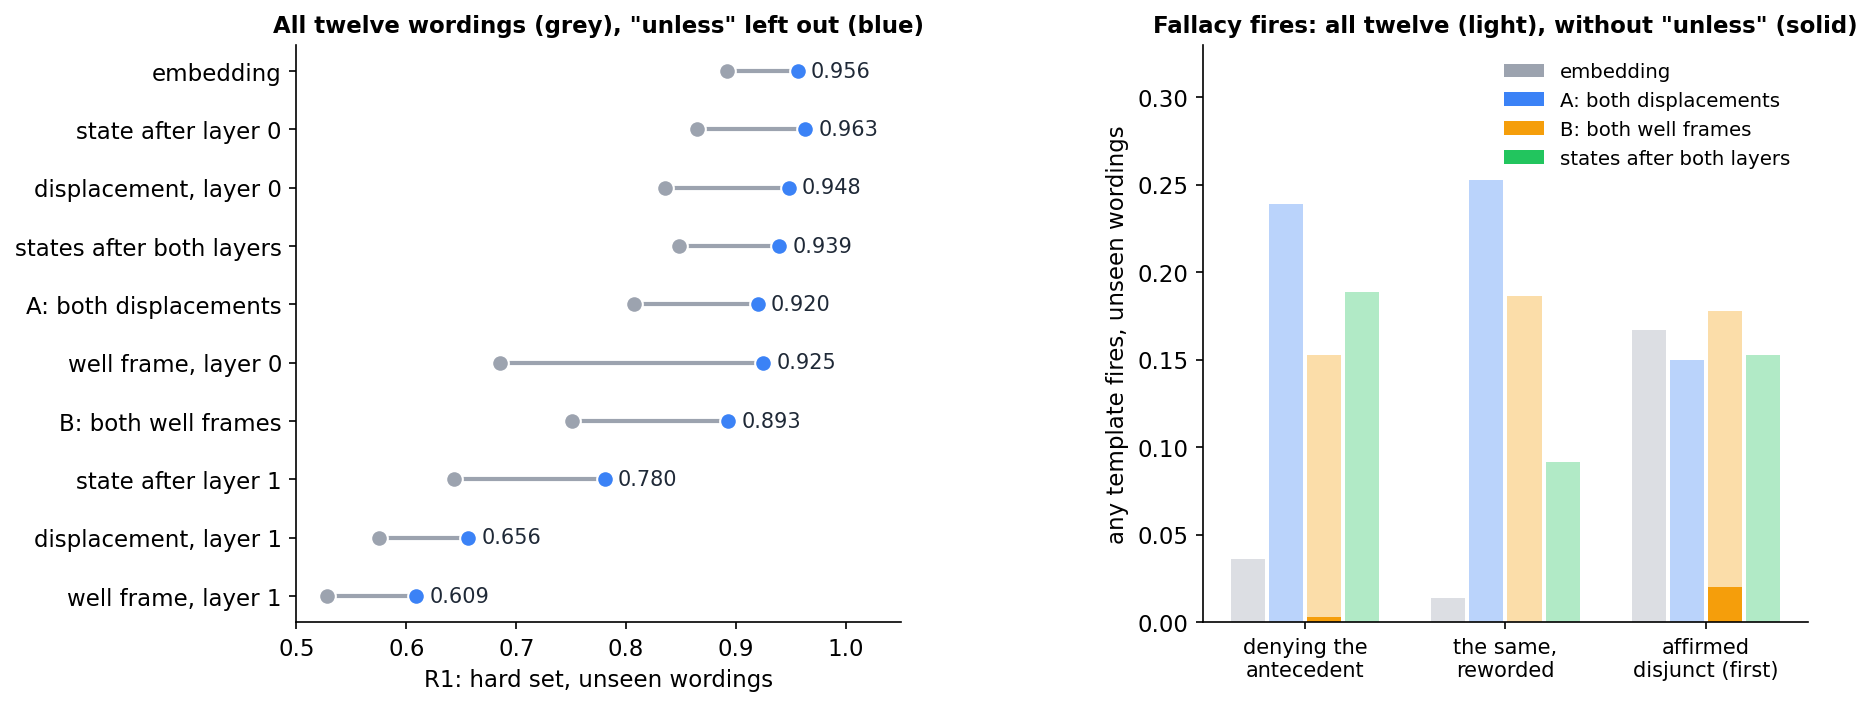 All twelve wordings (grey), "unless" left out (blue)
embedding
0.956
state after layer 0
0.963
displacement, layer 0
0.948
states after both layers
0.939
A: both displacements
0.920
well frame, layer 0
0.925
B: both well frames
0.893
state after layer 1
0.780
displacement, layer 1
0.656
well frame, layer 1
0.609
0.5 0.6 0.7 0.8 0.9 1.0
R1: hard set, unseen wordings
Fallacy fires: all twelve (light), without "unless" (solid)
embedding
A: both displacements
B: both well frames
states after both layers
any template fires, unseen wordings
0.30
0.25
0.20
0.15
0.10
0.05
0.00
denying the
antecedent
the same,
reworded
affirmed
disjunct (first)